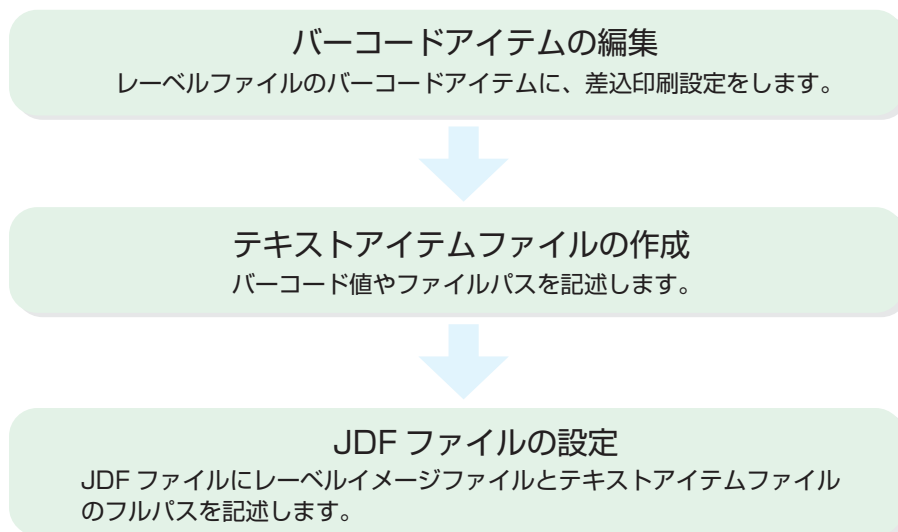 バーコードアイテムの編集
レーベルファイルのバーコードアイテムに、差込印刷設定をします。
テキストアイテムファイルの作成
バーコード値やファイルパスを記述します。
JDF ファイルの設定
JDF ファイルにレーベルイメージファイルとテキストアイテムファイル
のフルパスを記述します。